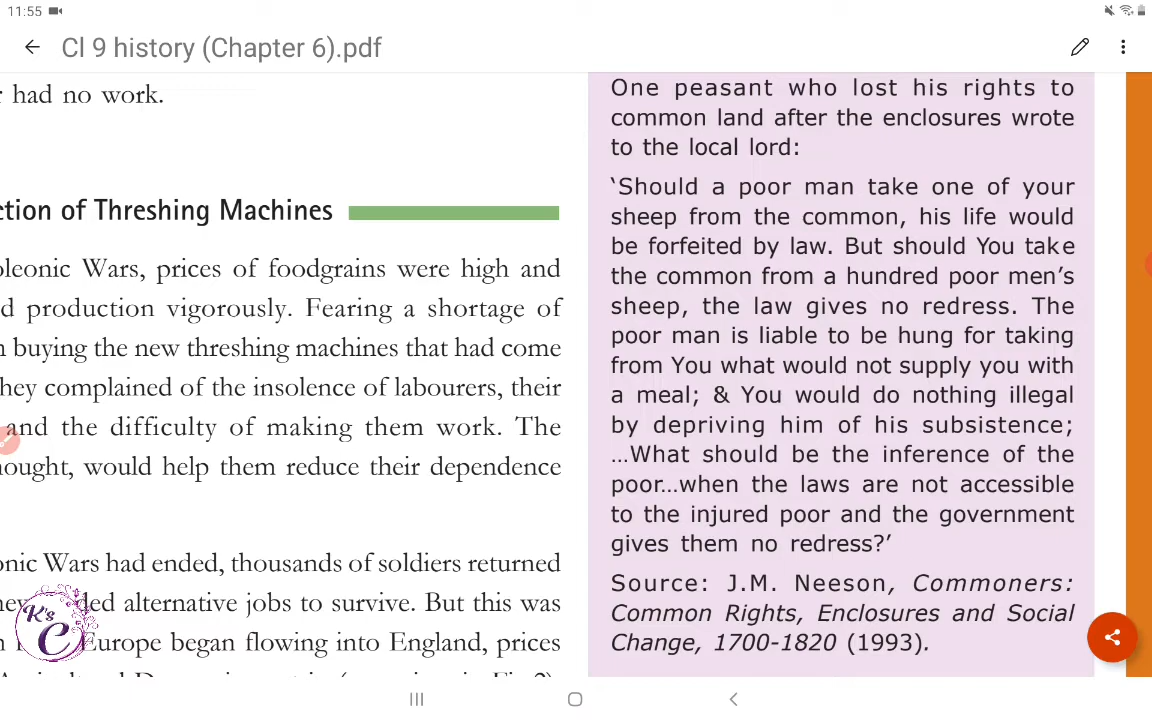 11:55
Cl 9 history (Chapter 6).pdf
r had no work.
ction of Threshing Machines
oleonic Wars, prices of foodgrains were high and
d production vigorously. Fearing a shortage of
n buying the new threshing machines that had come
hey complained of the insolence of labourers, their
and the difficulty of making them work. The
hought, would help them reduce their dependence
onic Wars had ended, thousands of soldiers returned
alternative jobs to survive. But this was
Europe began flowing into England, prices
K's C
One peasant who lost his rights to
common land after the enclosures wrote
to the local lord:
‘Should a poor man take one of your
sheep from the common, his life would
be forfeited by law. But should You take
the common from a hundred poor men’s
sheep, the law gives no redress. The
poor man is liable to be hung for taking
from You what would not supply you with
a meal; & You would do nothing illegal
by depriving him of his subsistence;
…What should be the inference of the
poor…when the laws are not accessible
to the injured poor and the government
gives them no redress?’
Source: J.M. Neeson, Commoners:
Common Rights, Enclosures and Social
Change, 1700-1820 (1993).